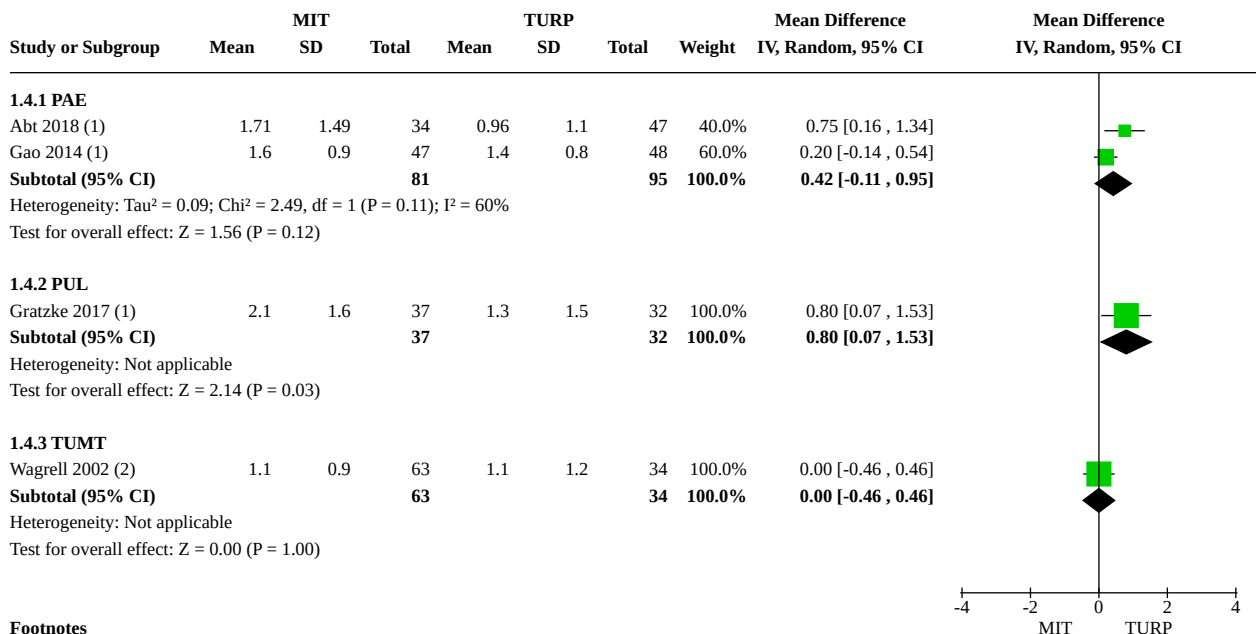 MIT TURP Mean Difference Mean Difference
Study or Subgroup Mean SD Total Mean SD Total Weight IV, Random, 95% CI IV, Random, 95% CI
1.4.1 PAE
Abt 2018 (1) 1.71 1.49 34 0.96 1.1 47 40.0% 0.75 [0.16 , 1.34]
Gao 2014 (1) 1.6 0.9 47 1.4 0.8 48 60.0% 0.20 [-0.14 , 0.54]
Subtotal (95% CI) 81 95 100.0% 0.42 [-0.11 , 0.95]
Heterogeneity: Tau² = 0.09; Chi² = 2.49, df = 1 (P = 0.11); I² = 60%
Test for overall effect: Z = 1.56 (P = 0.12)
1.4.2 PUL
Gratzke 2017 (1) 2.1 1.6 37 1.3 1.5 32 100.0% 0.80 [0.07 , 1.53]
Subtotal (95% CI) 37 32 100.0% 0.80 [0.07 , 1.53]
Heterogeneity: Not applicable
Test for overall effect: Z = 2.14 (P = 0.03)
1.4.3 TUMT
Wagrell 2002 (2) 1.1 0.9 63 1.1 1.2 34 100.0% 0.00 [-0.46 , 0.46]
Subtotal (95% CI) 63 34 100.0% 0.00 [-0.46 , 0.46]
Heterogeneity: Not applicable
Test for overall effect: Z = 0.00 (P = 1.00)
-4 -2 0 2 4
MIT TURP
Footnotes